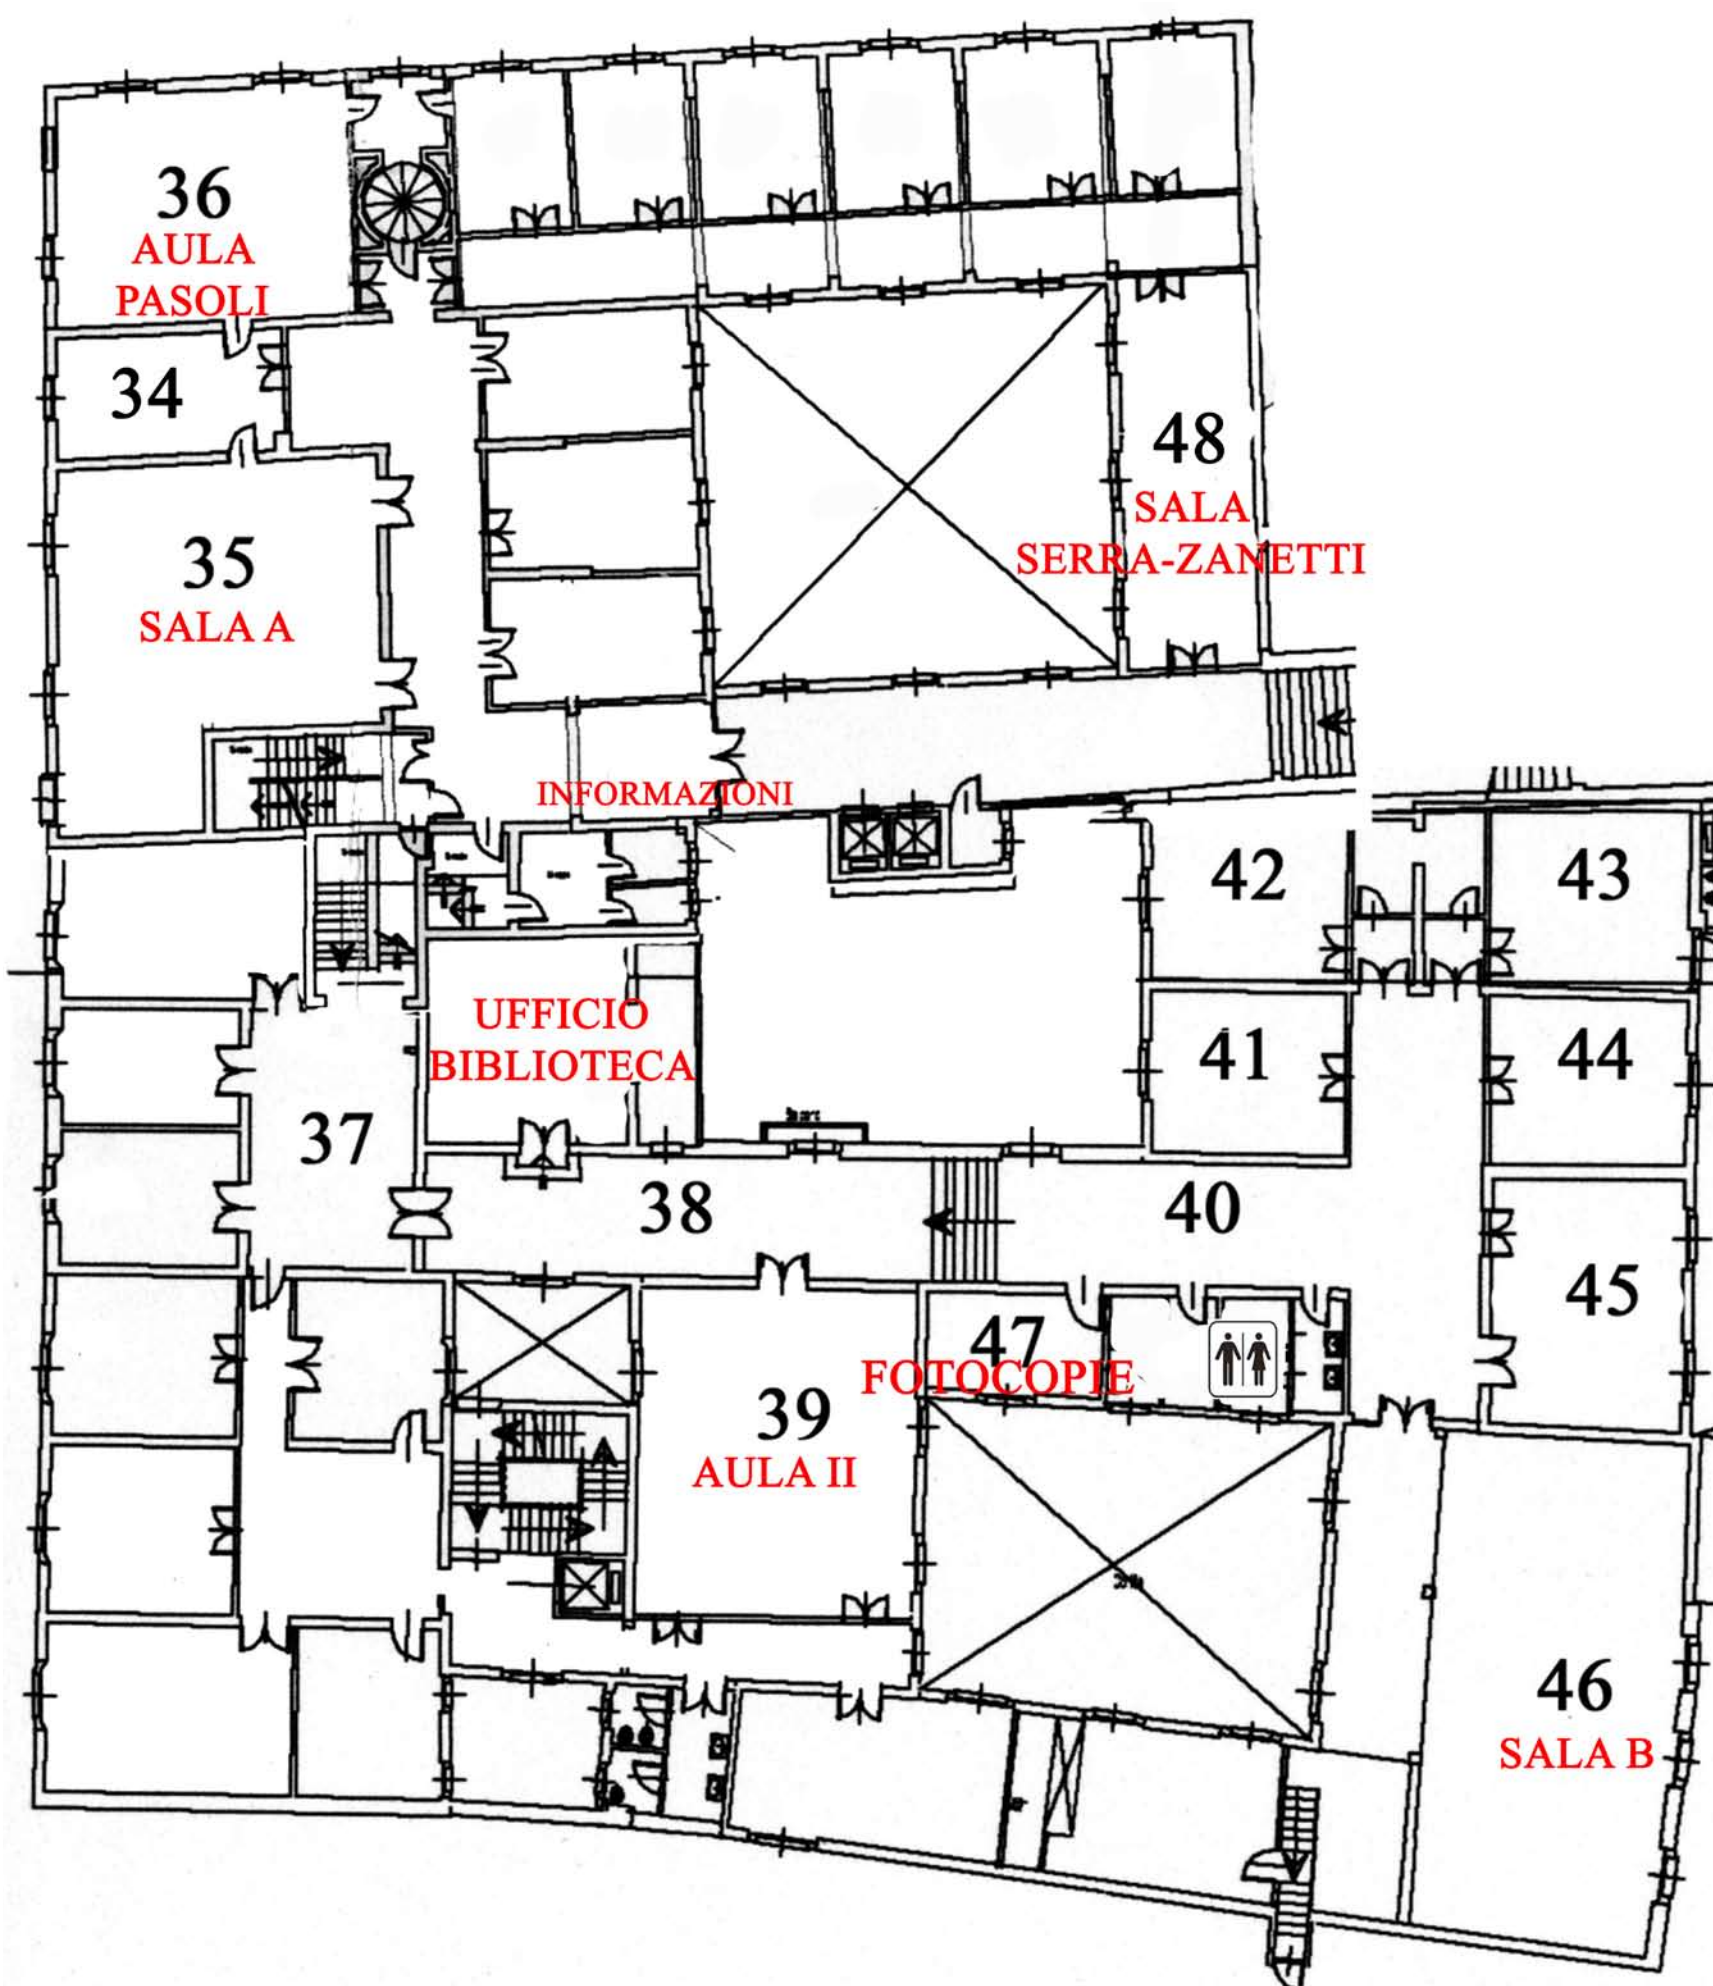 36
AULA
PASOLI
34
48
SALA
SERRA-ZANETTI
35
SALA A
INFORMAZIONI
42
43
UFFICIO
BIBLIOTECA
41
44
37
38
40
45
47
FOTOCOPIE
39
AULA II
46
SALA B